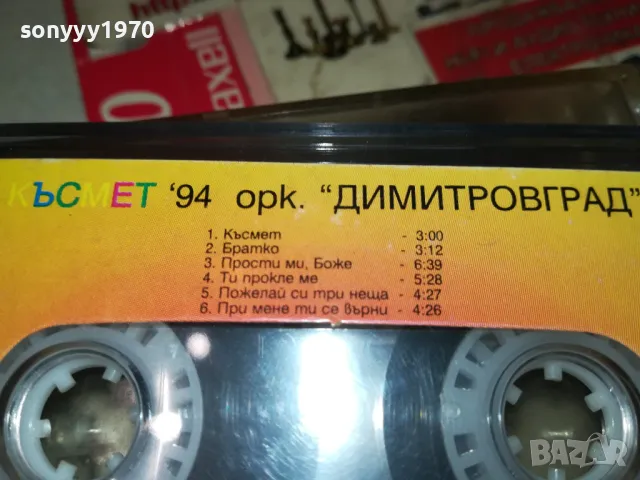 sonyyy1970
maxell
КЪСМЕТ '94 орк. "ДИМИТРОВГРАД"
1. Късмет - 3:00
2. Братко - 3:12
3. Прости ми, Боже - 6:39
4. Ти прокле ме - 5:28
5. Пожелай си три неща - 4:27
6. При мене ти се върни - 4:26
BAZAR